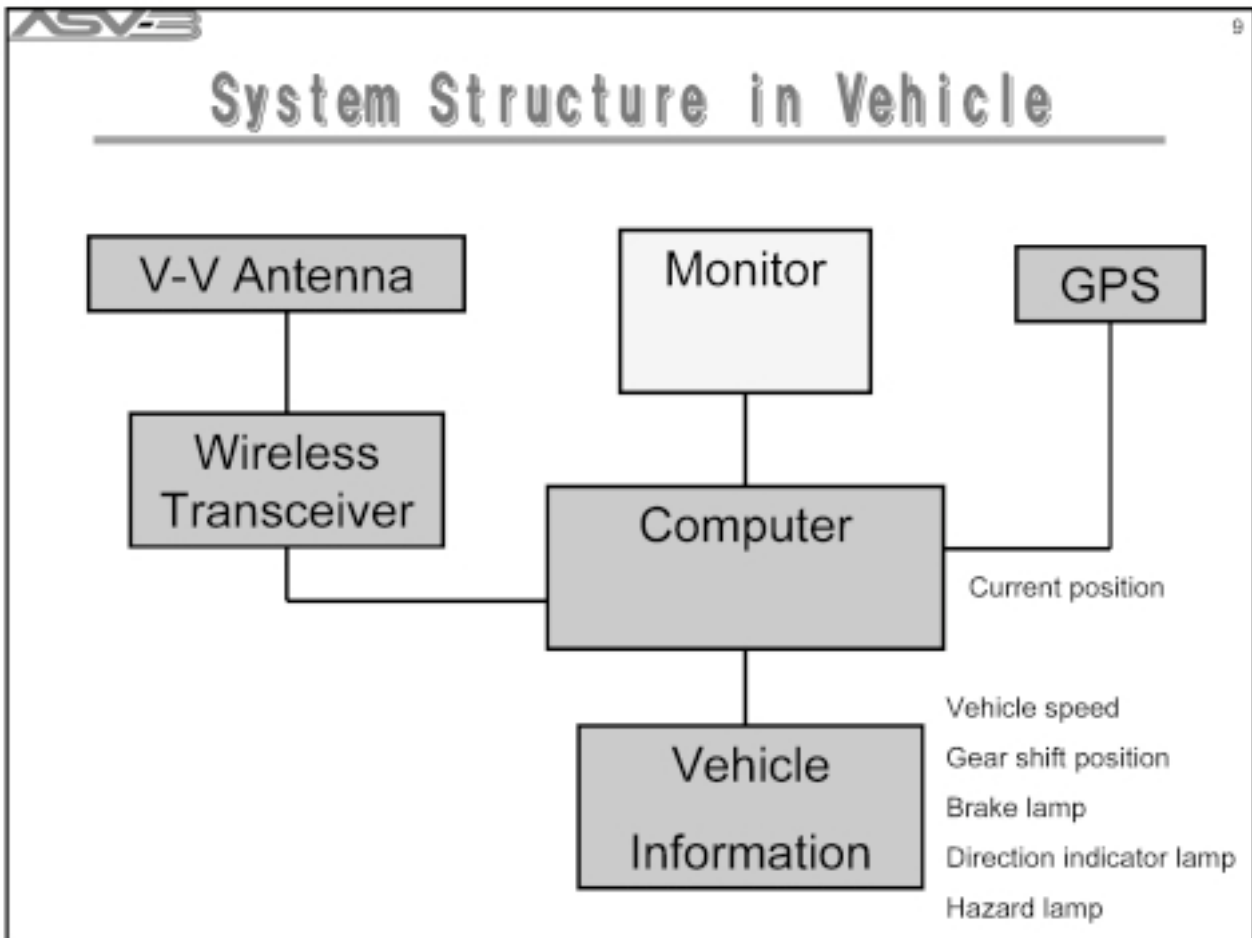 ASV-3
9
System Structure in Vehicle
V-V Antenna
Monitor
GPS
Wireless
Transceiver
Computer
Current position
Vehicle
Information
Vehicle speed
Gear shift position
Brake lamp
Direction indicator lamp
Hazard lamp